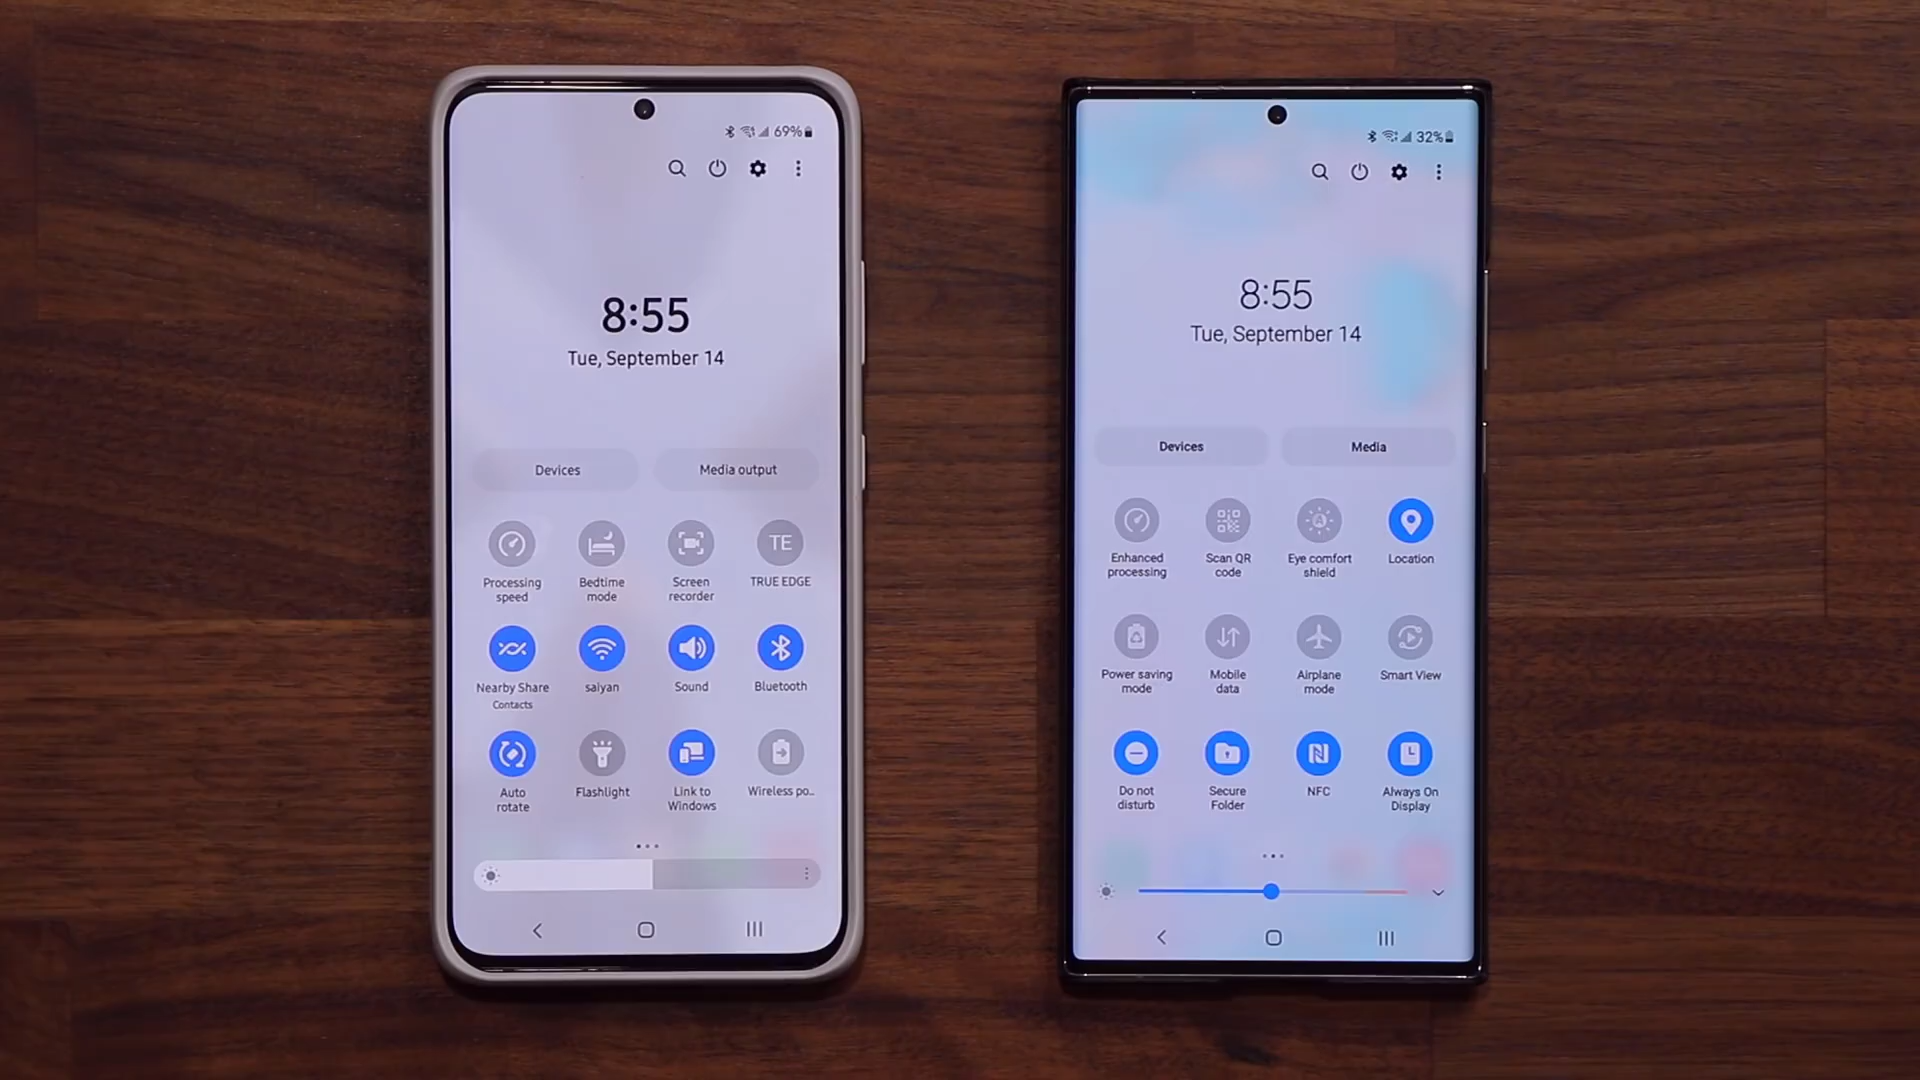 69%
8:55
Tue, September 14
Devices
Media output
Processing
speed
Bedtime
mode
Screen
recorder
TE
TRUE EDGE
Nearby Share
Contacts
saiyan
Sound
Bluetooth
Auto
rotate
Flashlight
Link to
Windows
Wireless po...
32%
8:55
Tue, September 14
Devices
Media
Enhanced
processing
Scan QR
code
Eye comfort
shield
Location
Power saving
mode
Mobile
data
Airplane
mode
Smart View
Do not
disturb
Secure
Folder
NFC
Always On
Display